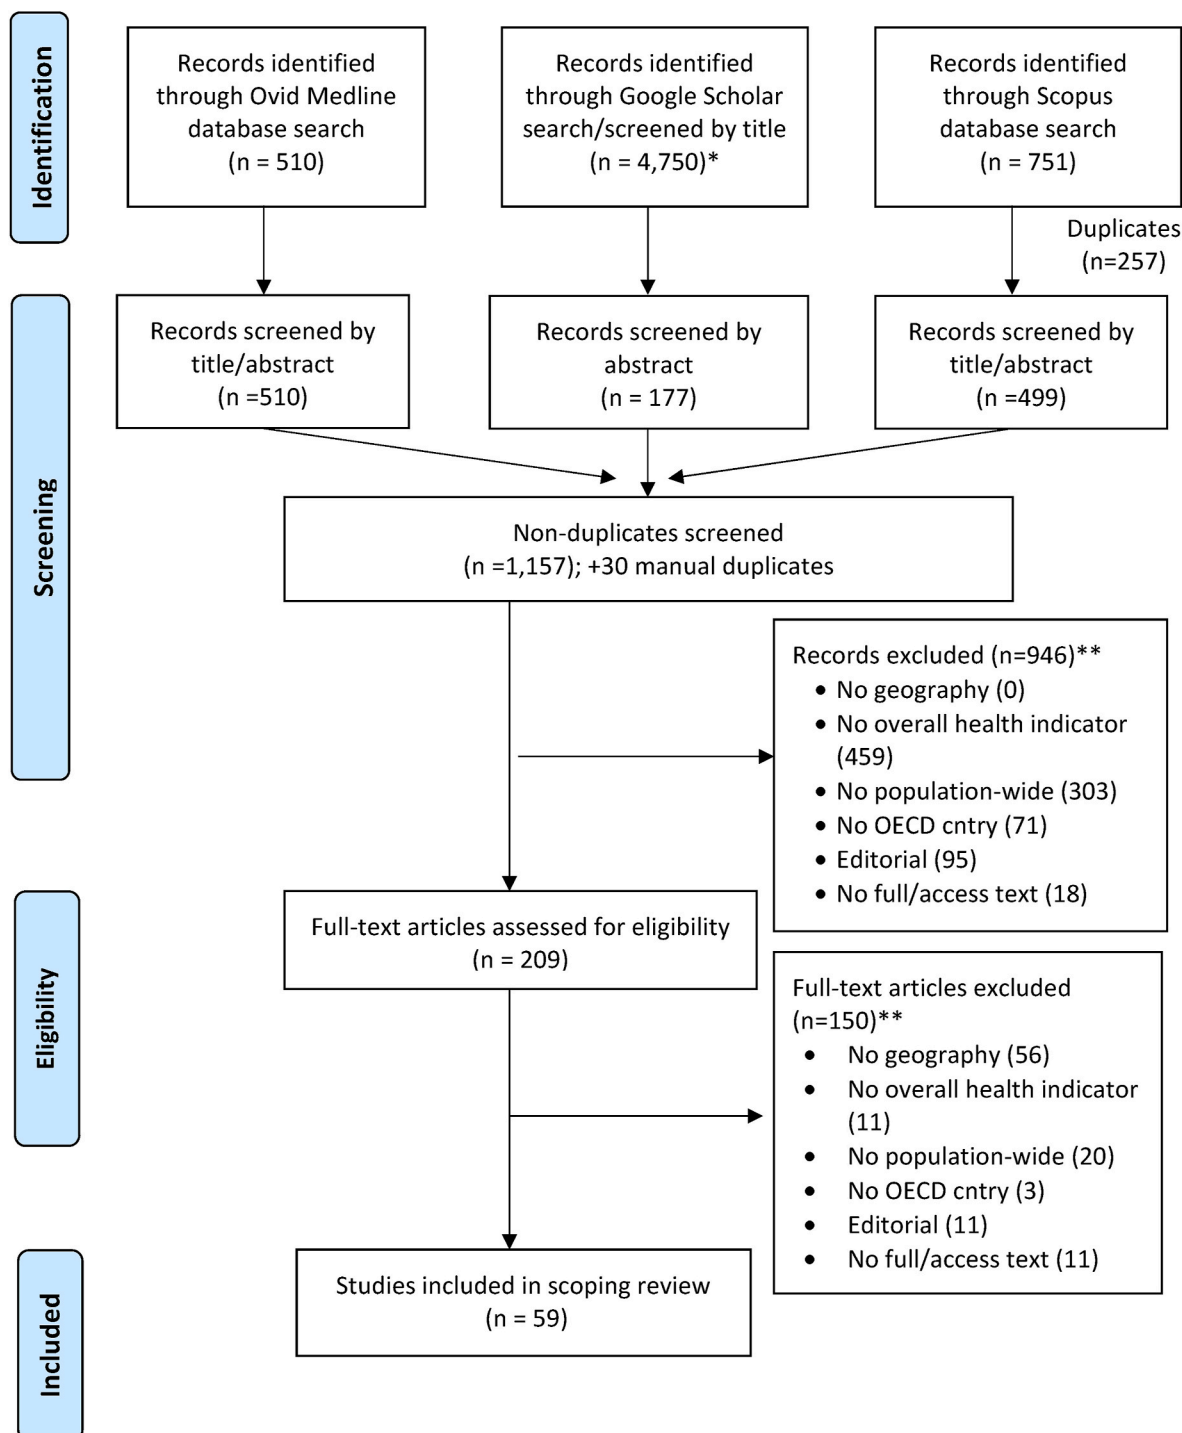 Identification
Records identified
through Ovid Medline
database search
(n = 510)
Records identified
through Google Scholar
search/screened by title
(n = 4,750)*
Records identified
through Scopus
database search
(n = 751)
Duplicates
(n=257)
Screening
Records screened by
title/abstract
(n =510)
Records screened by
abstract
(n = 177)
Records screened by
title/abstract
(n =499)
Non-duplicates screened
(n =1,157); +30 manual duplicates
Records excluded (n=946)**
• No geography (0)
• No overall health indicator
(459)
• No population-wide (303)
• No OECD cntry (71)
• Editorial (95)
• No full/access text (18)
Eligibility
Full-text articles assessed for eligibility
(n = 209)
Full-text articles excluded
(n=150)**
• No geography (56)
• No overall health indicator
(11)
• No population-wide (20)
• No OECD cntry (3)
• Editorial (11)
• No full/access text (11)
Included
Studies included in scoping review
(n = 59)